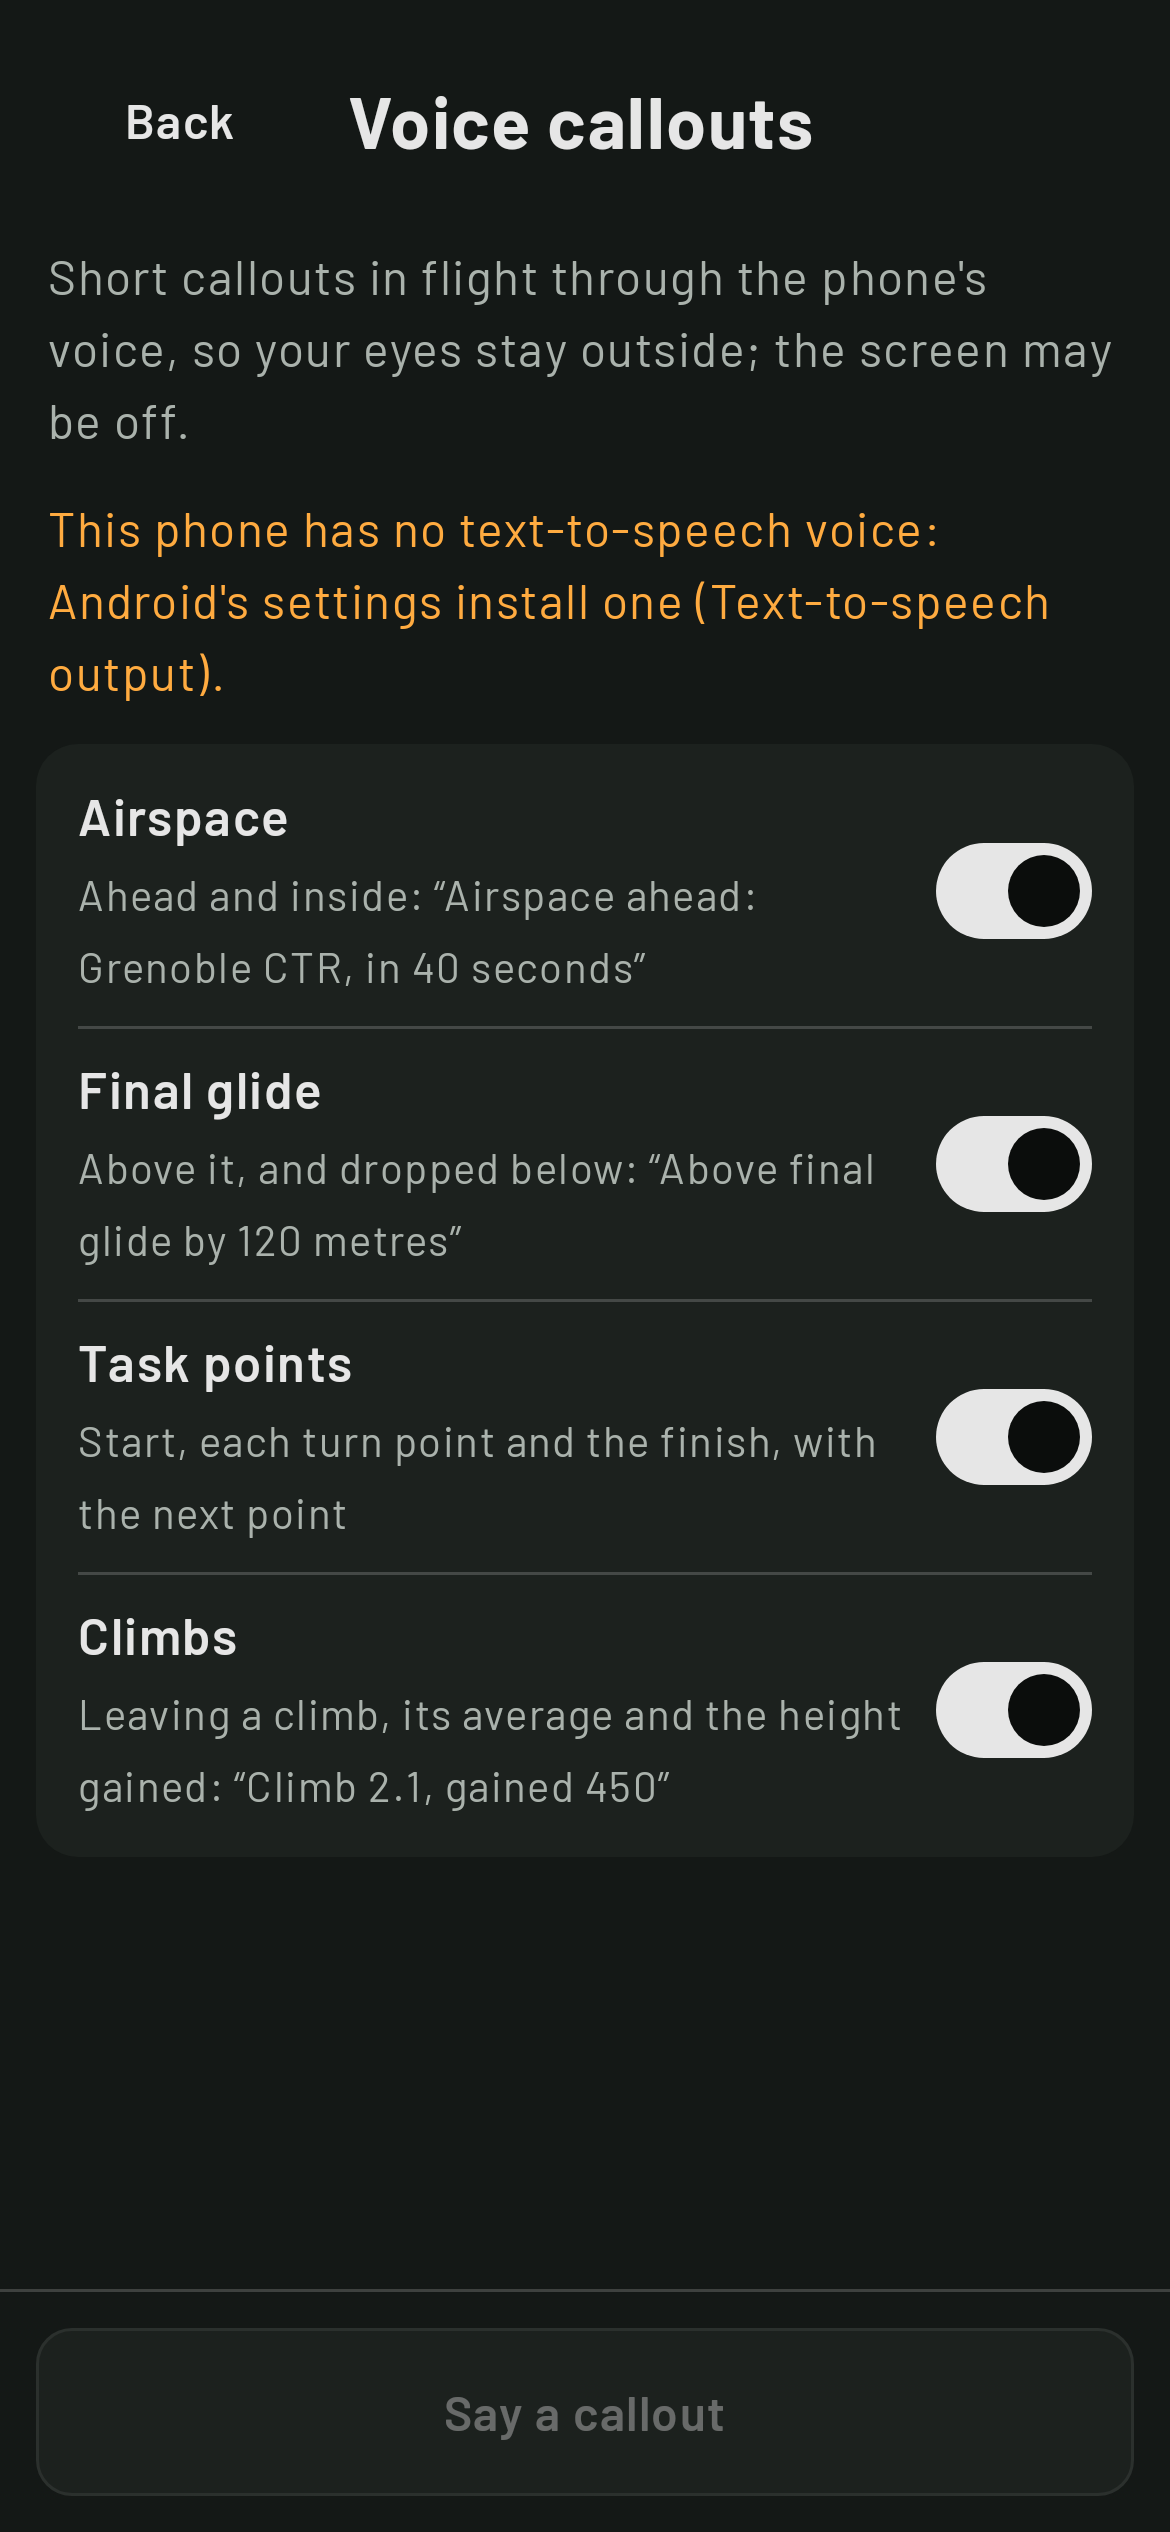 Back
Voice callouts
Short callouts in flight through the phone's
voice, so your eyes stay outside; the screen may
be off.
This phone has no text-to-speech voice:
Android's settings install one (Text-to-speech
output).
Airspace
Ahead and inside: “Airspace ahead:
Grenoble CTR, in 40 seconds”
Final glide
Above it, and dropped below: “Above final
glide by 120 metres”
Task points
Start, each turn point and the finish, with
the next point
Climbs
Leaving a climb, its average and the height
gained: “Climb 2.1, gained 450”
Say a callout